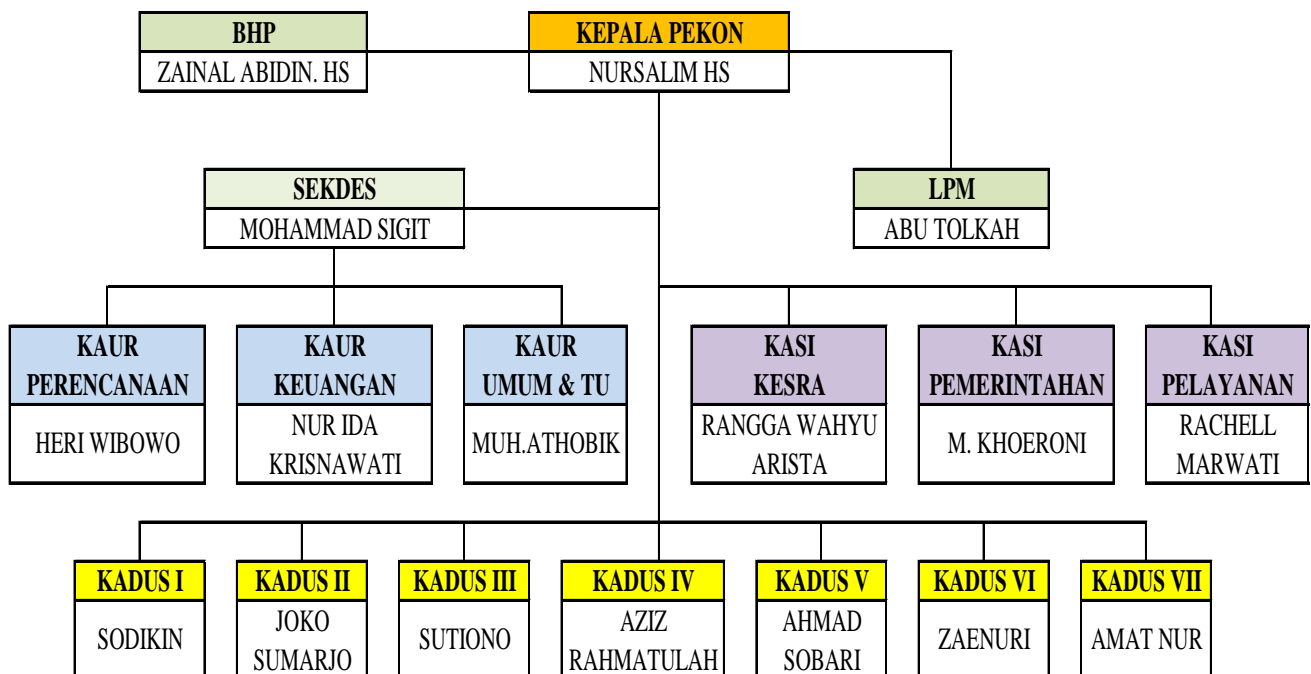 BHP
ZAINAL ABIDIN. HS
KEPALA PEKON
NURSALIM HS
SEKDES
MOHAMMAD SIGIT
LPM
ABU TOLKAH
KAUR
PERENCANAAN
HERI WIBOWO
KAUR
KEUANGAN
NUR IDA
KRISNAWATI
KAUR
UMUM & TU
MUH.ATHOBIK
KASI
KESRA
RANGGA WAHYU
ARISTA
KASI
PEMERINTAHAN
M. KHOERONI
KASI
PELAYANAN
RACHELL
MARWATI
KADUS I
SODIKIN
KADUS II
JOKO
SUMARJO
KADUS III
SUTIONO
KADUS IV
AZIZ
RAHMATULAH
KADUS V
AHMAD
SOBARI
KADUS VI
ZAENURI
KADUS VII
AMAT NUR